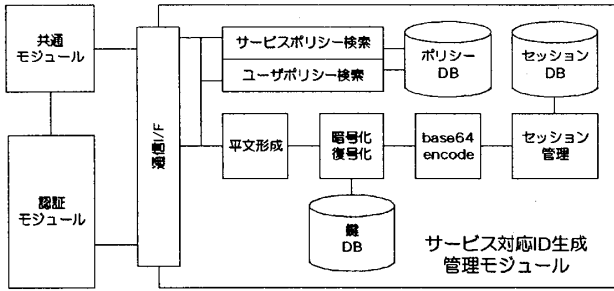 共通
モジュール
認証
モジュール
通信I/F
サービスポリシー検索
ユーザポリシー検索
ポリシー
DB
セッション
DB
平文形成
暗号化
復号化
base64
encode
セッション
管理
鍵
DB
サービス対応ID生成
管理モジュール